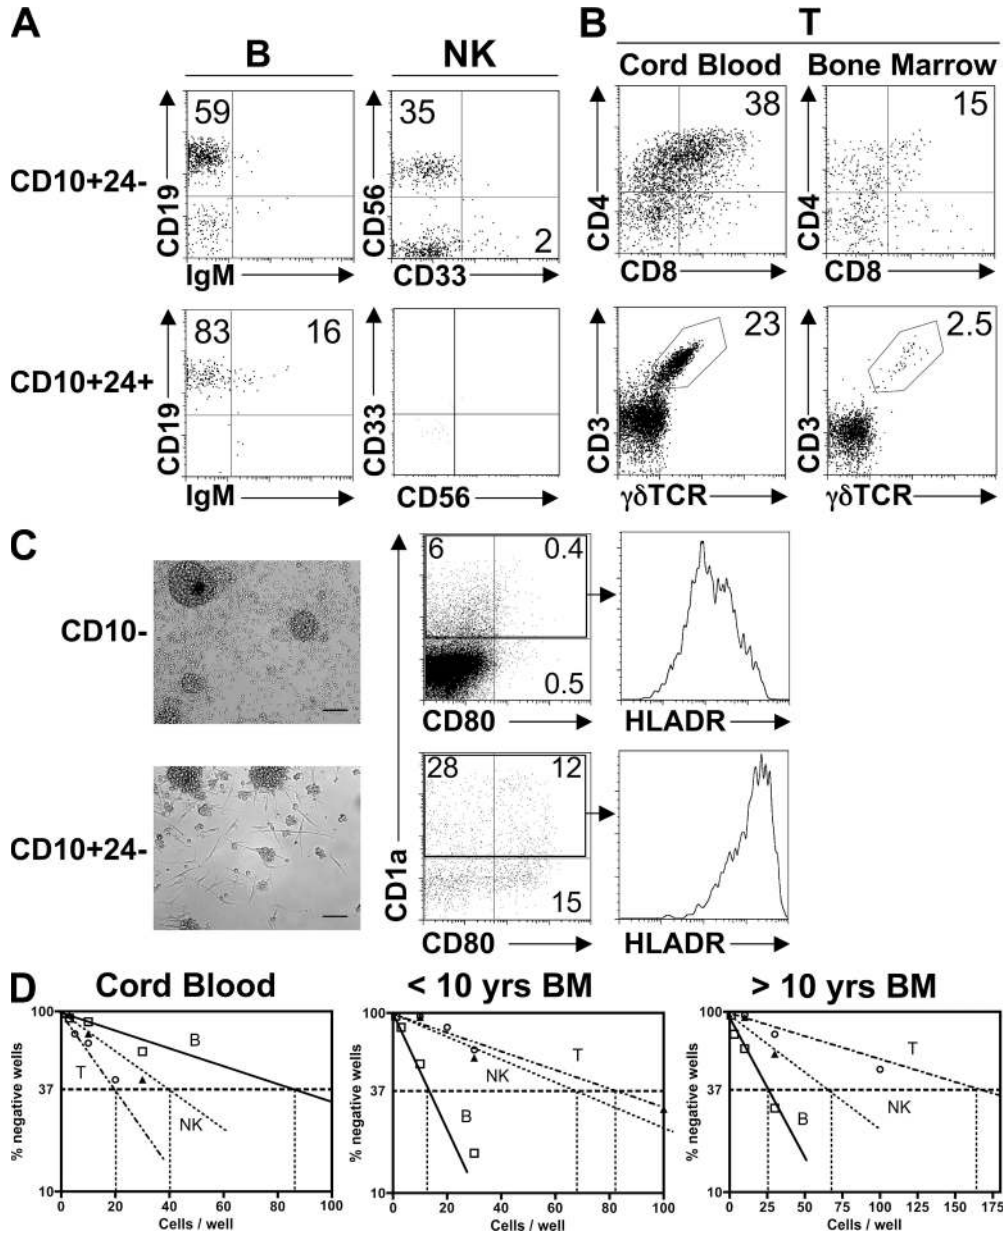 A
B
T
B
NK
Cord Blood
Bone Marrow
CD10+24-
59
CD19
IgM
35
2
CD56
CD33
38
CD4
CD8
15
CD4
CD8
CD10+24+
83
16
CD19
IgM
CD33
CD56
23
CD3
γδTCR
2.5
CD3
γδTCR
C
CD10-
6
0.4
0.5
CD80
HLADR
CD10+24-
28
12
15
CD1a
CD80
HLADR
D
Cord Blood
< 10 yrs BM
> 10 yrs BM
% negative wells
100
37
10
B
T
NK
0
20
40
60
80
100
Cells / well
% negative wells
100
37
10
T
NK
B
0
20
40
60
80
100
Cells / well
% negative wells
100
37
10
T
NK
B
0
25
50
75
100
125
150
175
Cells / well